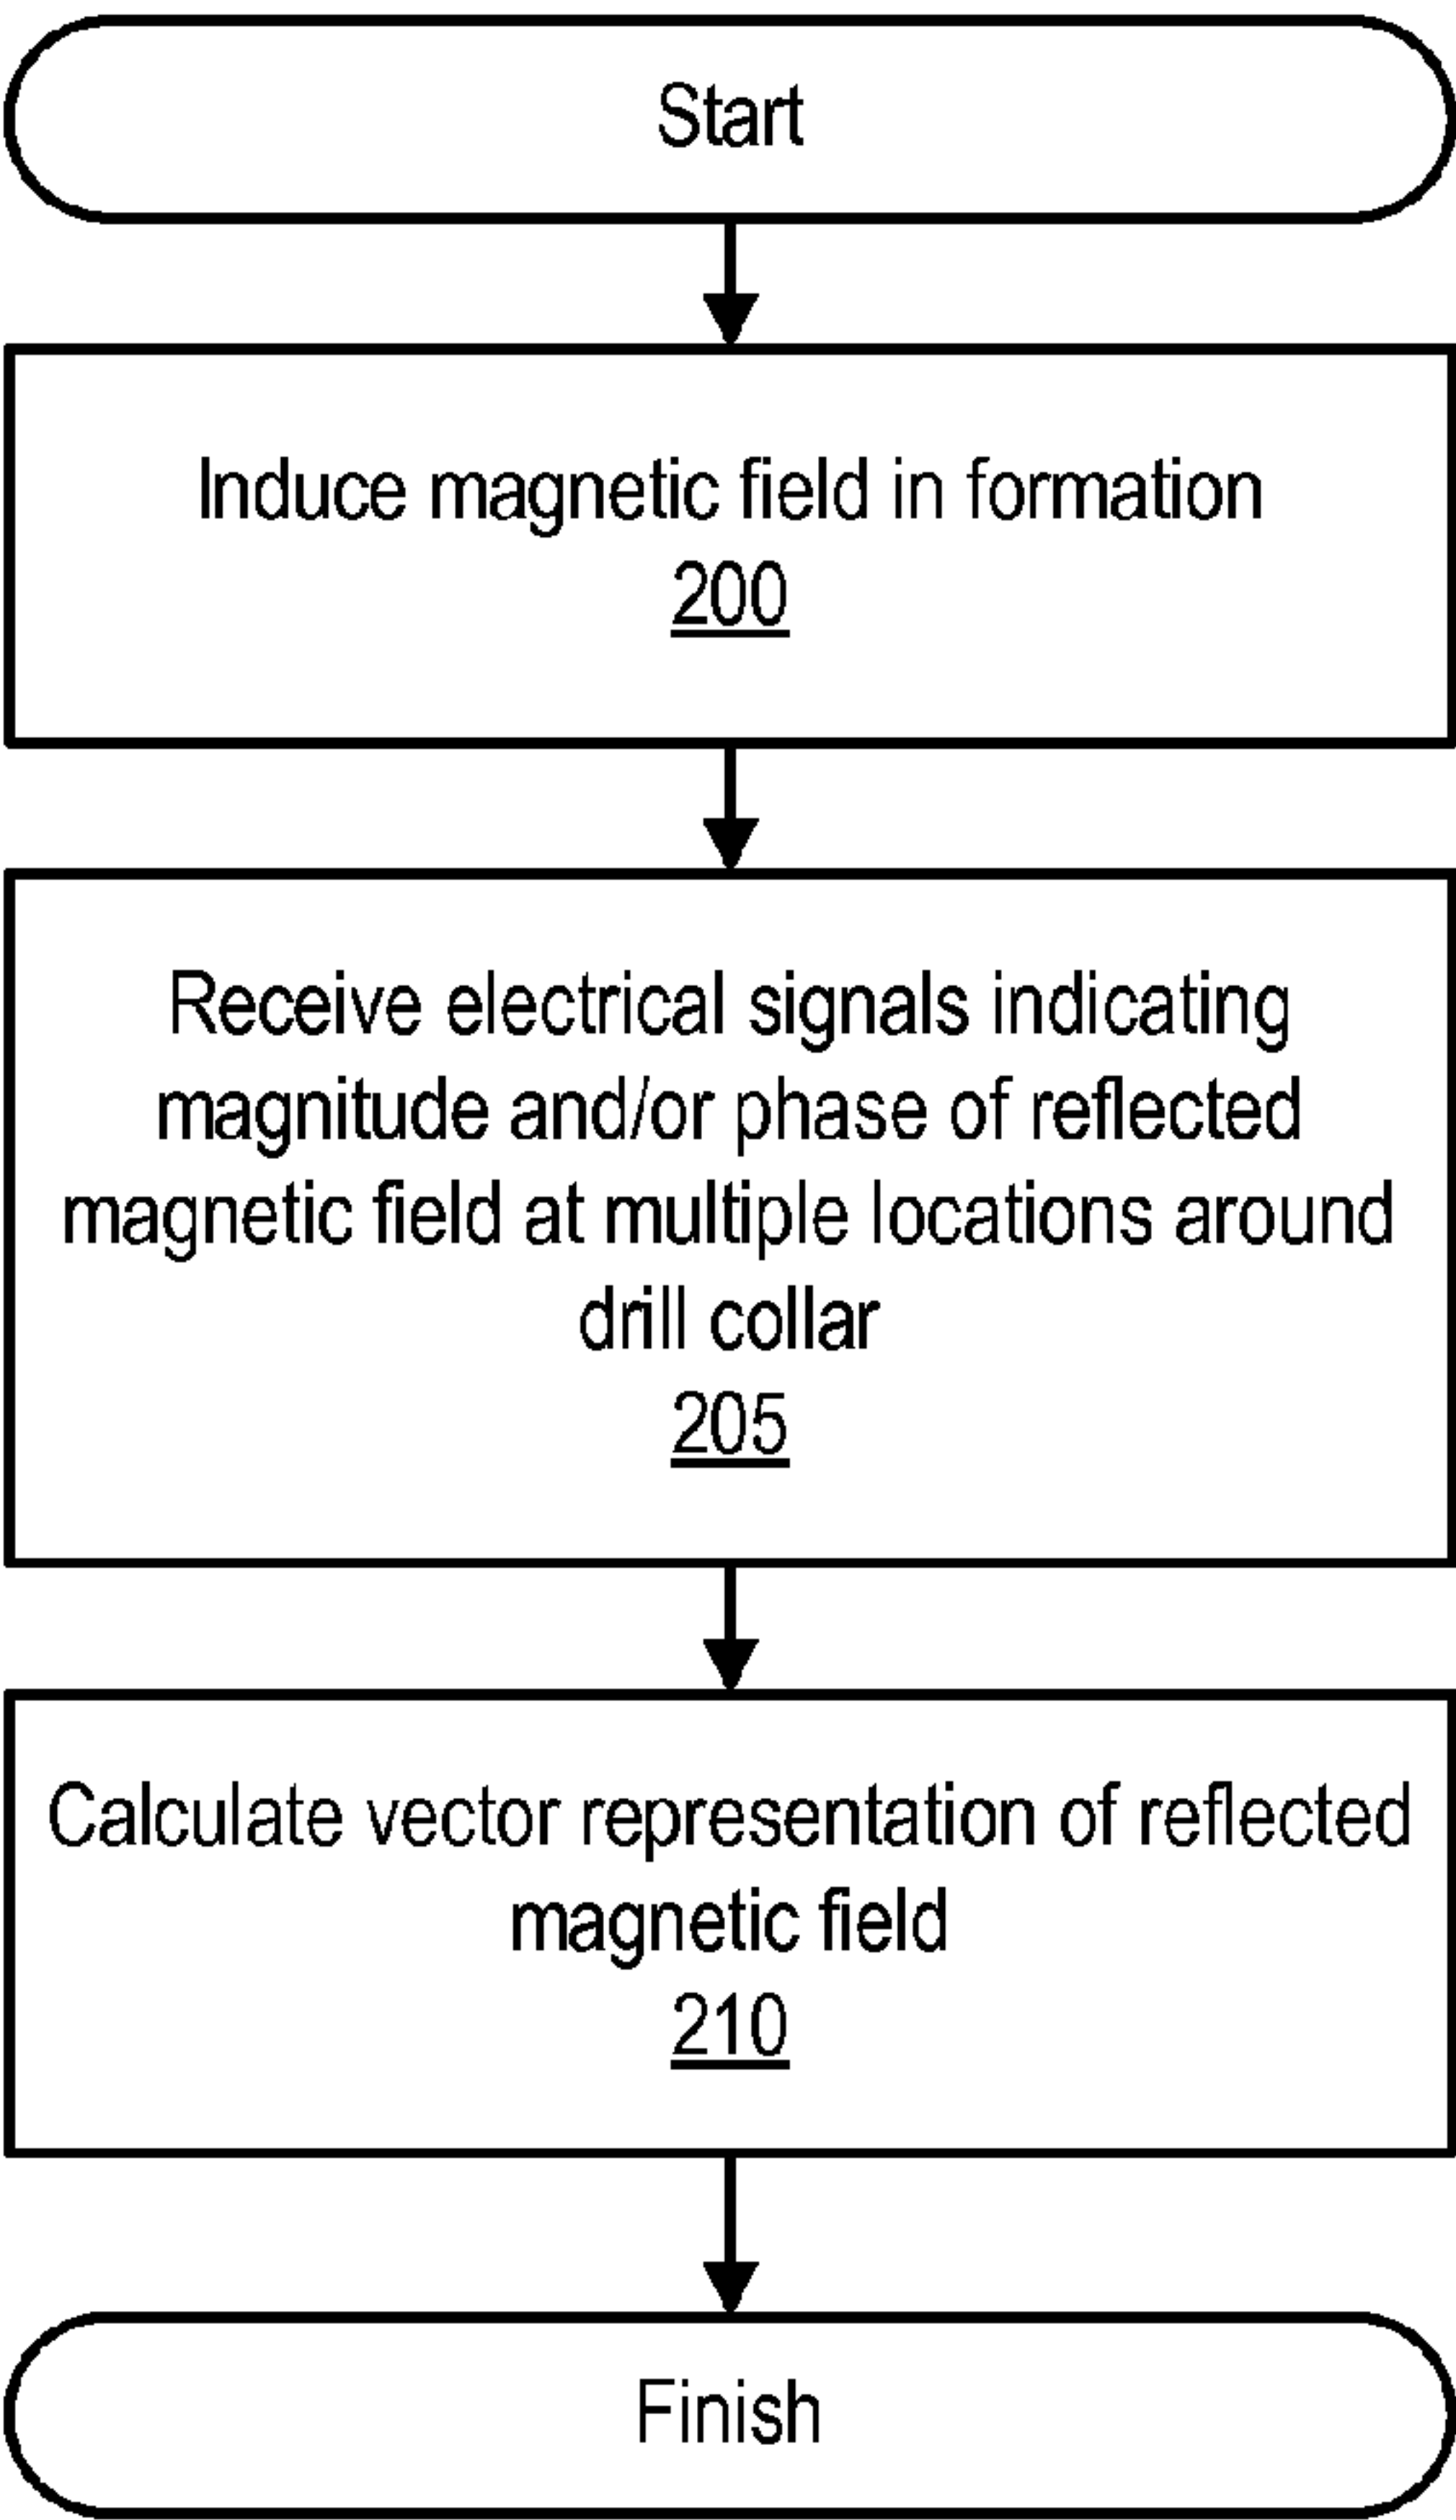 Start
Induce magnetic field in formation
200
Receive electrical signals indicating
magnitude and/or phase of reflected
magnetic field at multiple locations around
drill collar
205
Calculate vector representation of reflected
magnetic field
210
Finish